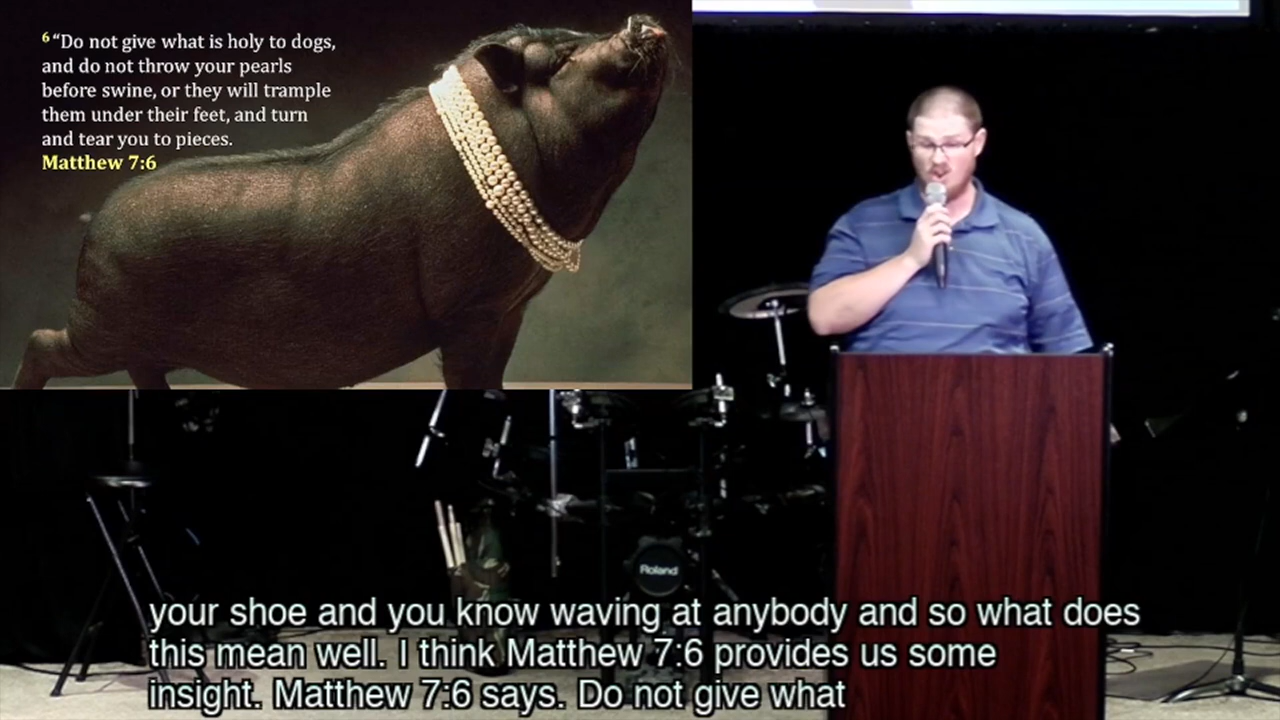 6 “Do not give what is holy to dogs,
and do not throw your pearls
before swine, or they will trample
them under their feet, and turn
and tear you to pieces.
Matthew 7:6
Roland
your shoe and you know waving at anybody and so what does
this mean well. I think Matthew 7:6 provides us some
insight. Matthew 7:6 says. Do not give what